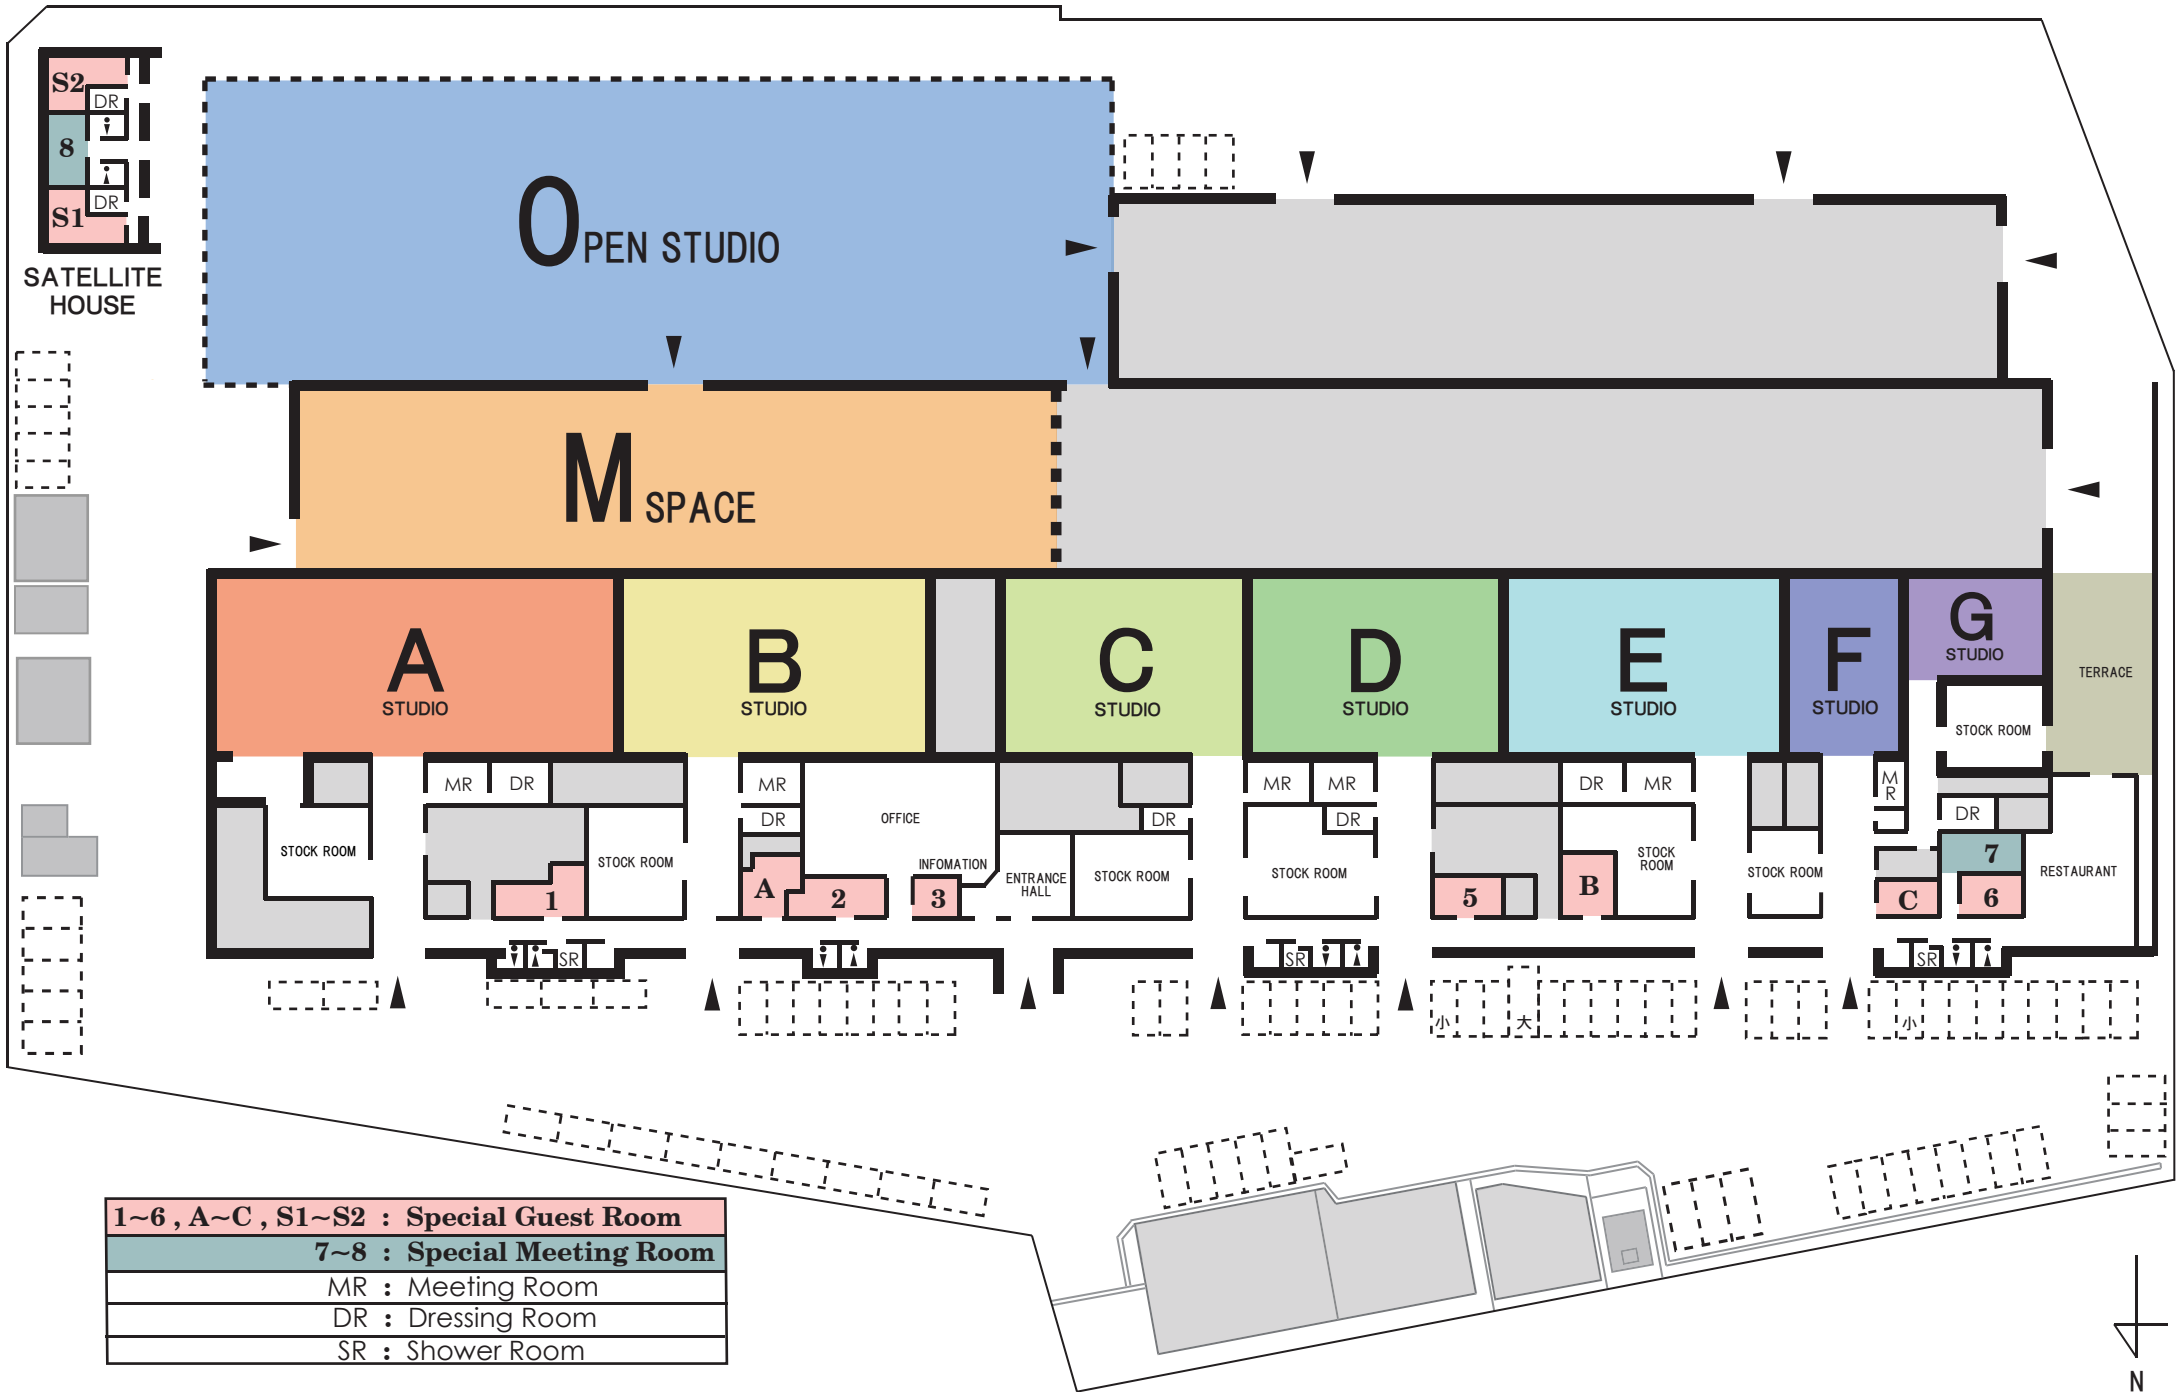 S2
DR
8
DR
S1
SATELLITE
HOUSE
OPEN STUDIO
M SPACE
A
STUDIO
B
STUDIO
C
STUDIO
D
STUDIO
E
STUDIO
F
STUDIO
G
STUDIO
TERRACE
STOCK ROOM
MR
DR
MR
DR
OFFICE
DR
MR
MR
DR
DR
MR
M
R
DR
STOCK ROOM
STOCK ROOM
INFOMATION
ENTRANCE
HALL
STOCK ROOM
STOCK ROOM
STOCK
ROOM
STOCK ROOM
7
RESTAURANT
1
A
2
3
5
B
C
6
SR
SR
SR
小
大
小
1~6 , A~C , S1~S2 : Special Guest Room
7~8 : Special Meeting Room
MR : Meeting Room
DR : Dressing Room
SR : Shower Room
N